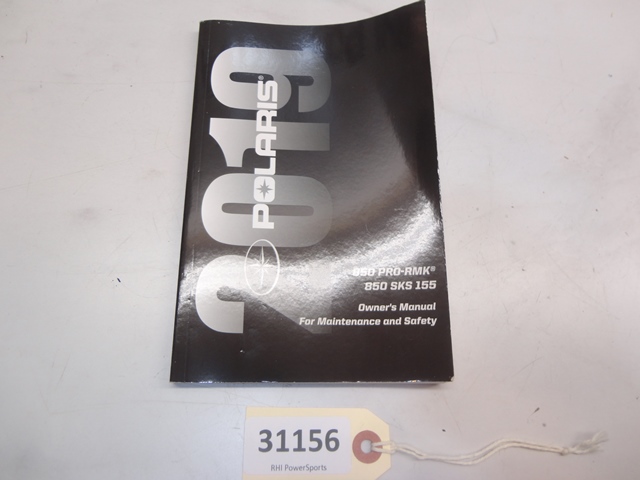 2019
POLARIS®
850 PRO-RMK®
850 SKS 155
Owner's Manual
For Maintenance and Safety
31156
RHI PowerSports